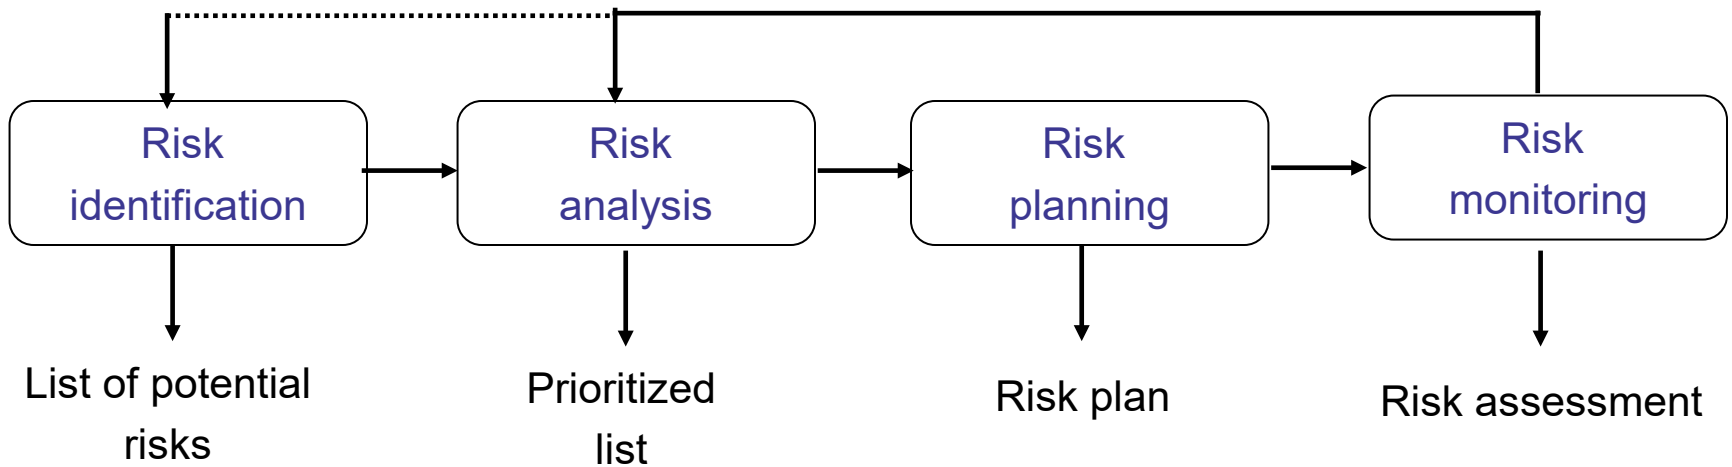 Risk
identification
Risk
analysis
Risk
planning
Risk
monitoring
List of potential
risks
Prioritized
list
Risk plan
Risk assessment